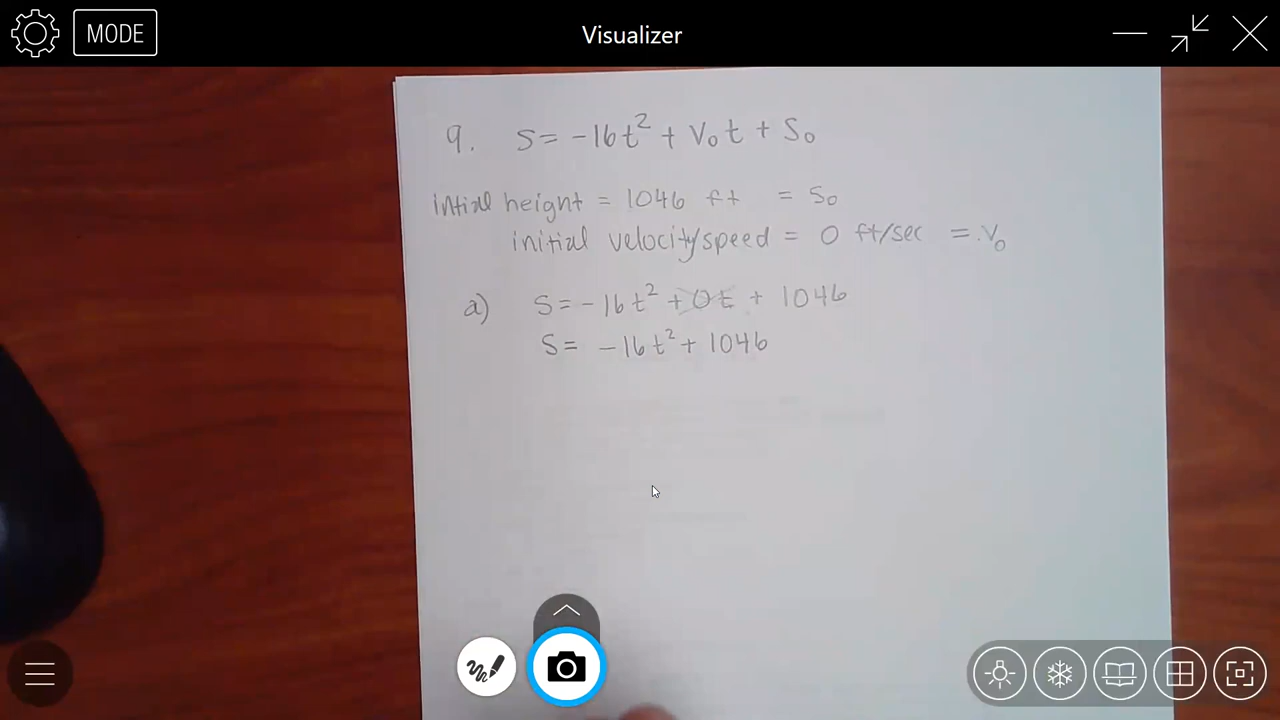 MODE
Visualizer
9. S = -16t² + V₀t + S₀
intial height = 1046 ft = S₀
initial velocity/speed = 0 ft/sec = V₀
a) S = -16t² + 0t + 1046
S = -16t² + 1046